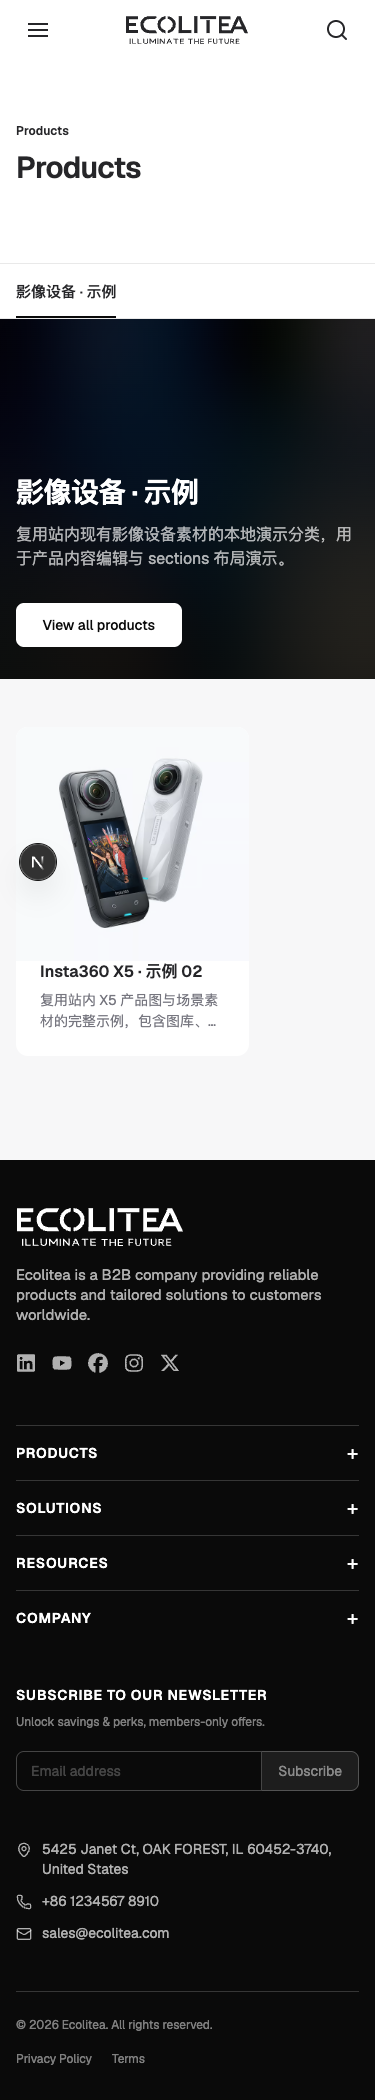 ECOLITEA
ILLUMINATE THE FUTURE
Products
Products
影像设备 · 示例
影像设备 · 示例
复用站内现有影像设备素材的本地演示分类，用
于产品内容编辑与 sections 布局演示。
View all products
N
Insta360 X5 · 示例 02
复用站内 X5 产品图与场景素
材的完整示例，包含图库、...
ECOLITEA
ILLUMINATE THE FUTURE
Ecolitea is a B2B company providing reliable
products and tailored solutions to customers
worldwide.
PRODUCTS +
SOLUTIONS +
RESOURCES +
COMPANY +
SUBSCRIBE TO OUR NEWSLETTER
Unlock savings & perks, members-only offers.
Email address Subscribe
5425 Janet Ct, OAK FOREST, IL 60452-3740,
United States
+86 1234567 8910
sales@ecolitea.com
© 2026 Ecolitea. All rights reserved.
Privacy Policy Terms